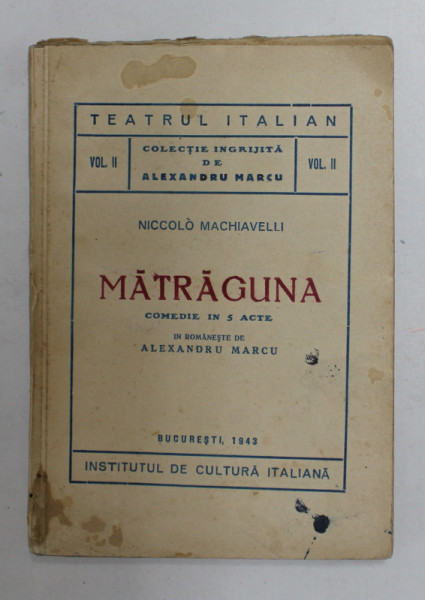 TEATRUL ITALIAN
VOL. II
COLECȚIE INGRIJITĂ
DE
ALEXANDRU MARCU
VOL. II
NICCOLÒ MACHIAVELLI
MĂTRĂGUNA
COMEDIE IN 5 ACTE
IN ROMÂNEȘTE DE
ALEXANDRU MARCU
BUCUREȘTI, 1943
INSTITUTUL DE CULTURĂ ITALIANĂ